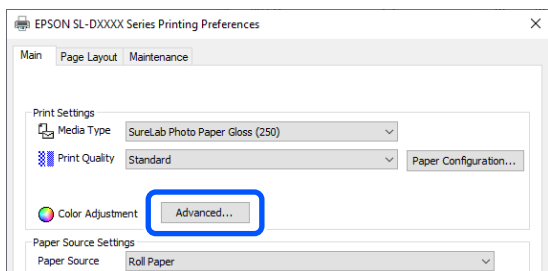 EPSON SL-DXXXX Series Printing Preferences
Main Page Layout Maintenance
Print Settings
Media Type SureLab Photo Paper Gloss (250)
Print Quality Standard Paper Configuration...
Color Adjustment Advanced...
Paper Source Settings
Paper Source Roll Paper